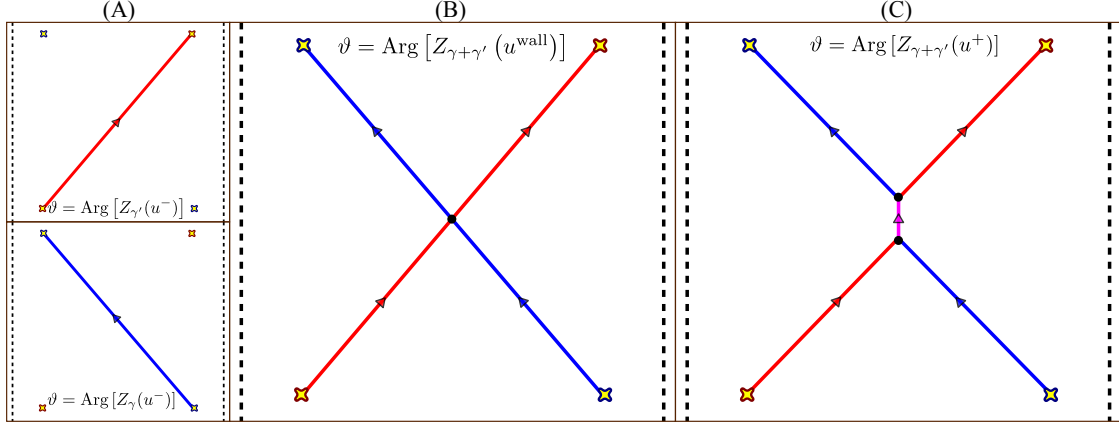 (A) (B) (C)
ϑ = Arg [Z_{γ'}(u⁻)]
ϑ = Arg [Z_γ(u⁻)]
ϑ = Arg [Z_{γ+γ'} (u^{wall})]
ϑ = Arg [Z_{γ+γ'}(u⁺)]